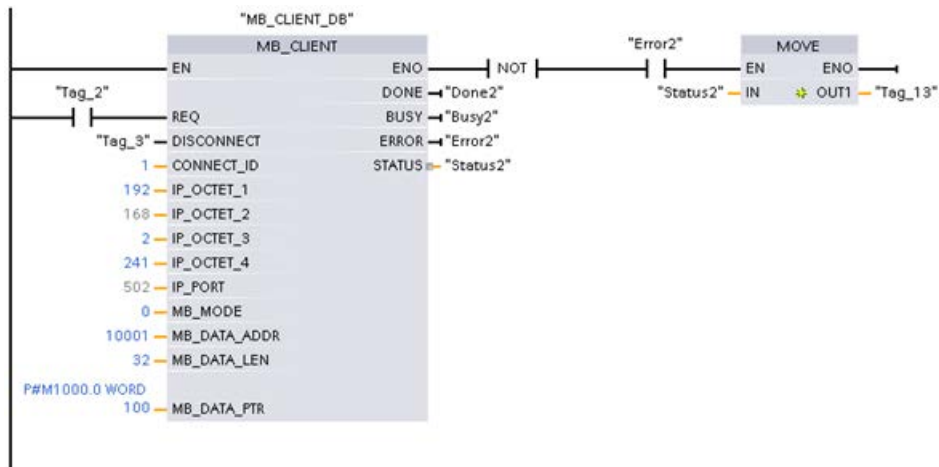 "MB_CLIENT_DB"
MB_CLIENT "Error2" MOVE
EN ENO NOT EN ENO
"Tag_2" DONE "Done2" "Status2" IN OUT1 "Tag_13"
REQ BUSY "Busy2"
"Tag_3" DISCONNECT ERROR "Error2"
1 CONNECT_ID STATUS "Status2"
192 IP_OCTET_1
168 IP_OCTET_2
2 IP_OCTET_3
241 IP_OCTET_4
502 IP_PORT
0 MB_MODE
10001 MB_DATA_ADDR
32 MB_DATA_LEN
P#M1000.0 WORD
100 MB_DATA_PTR